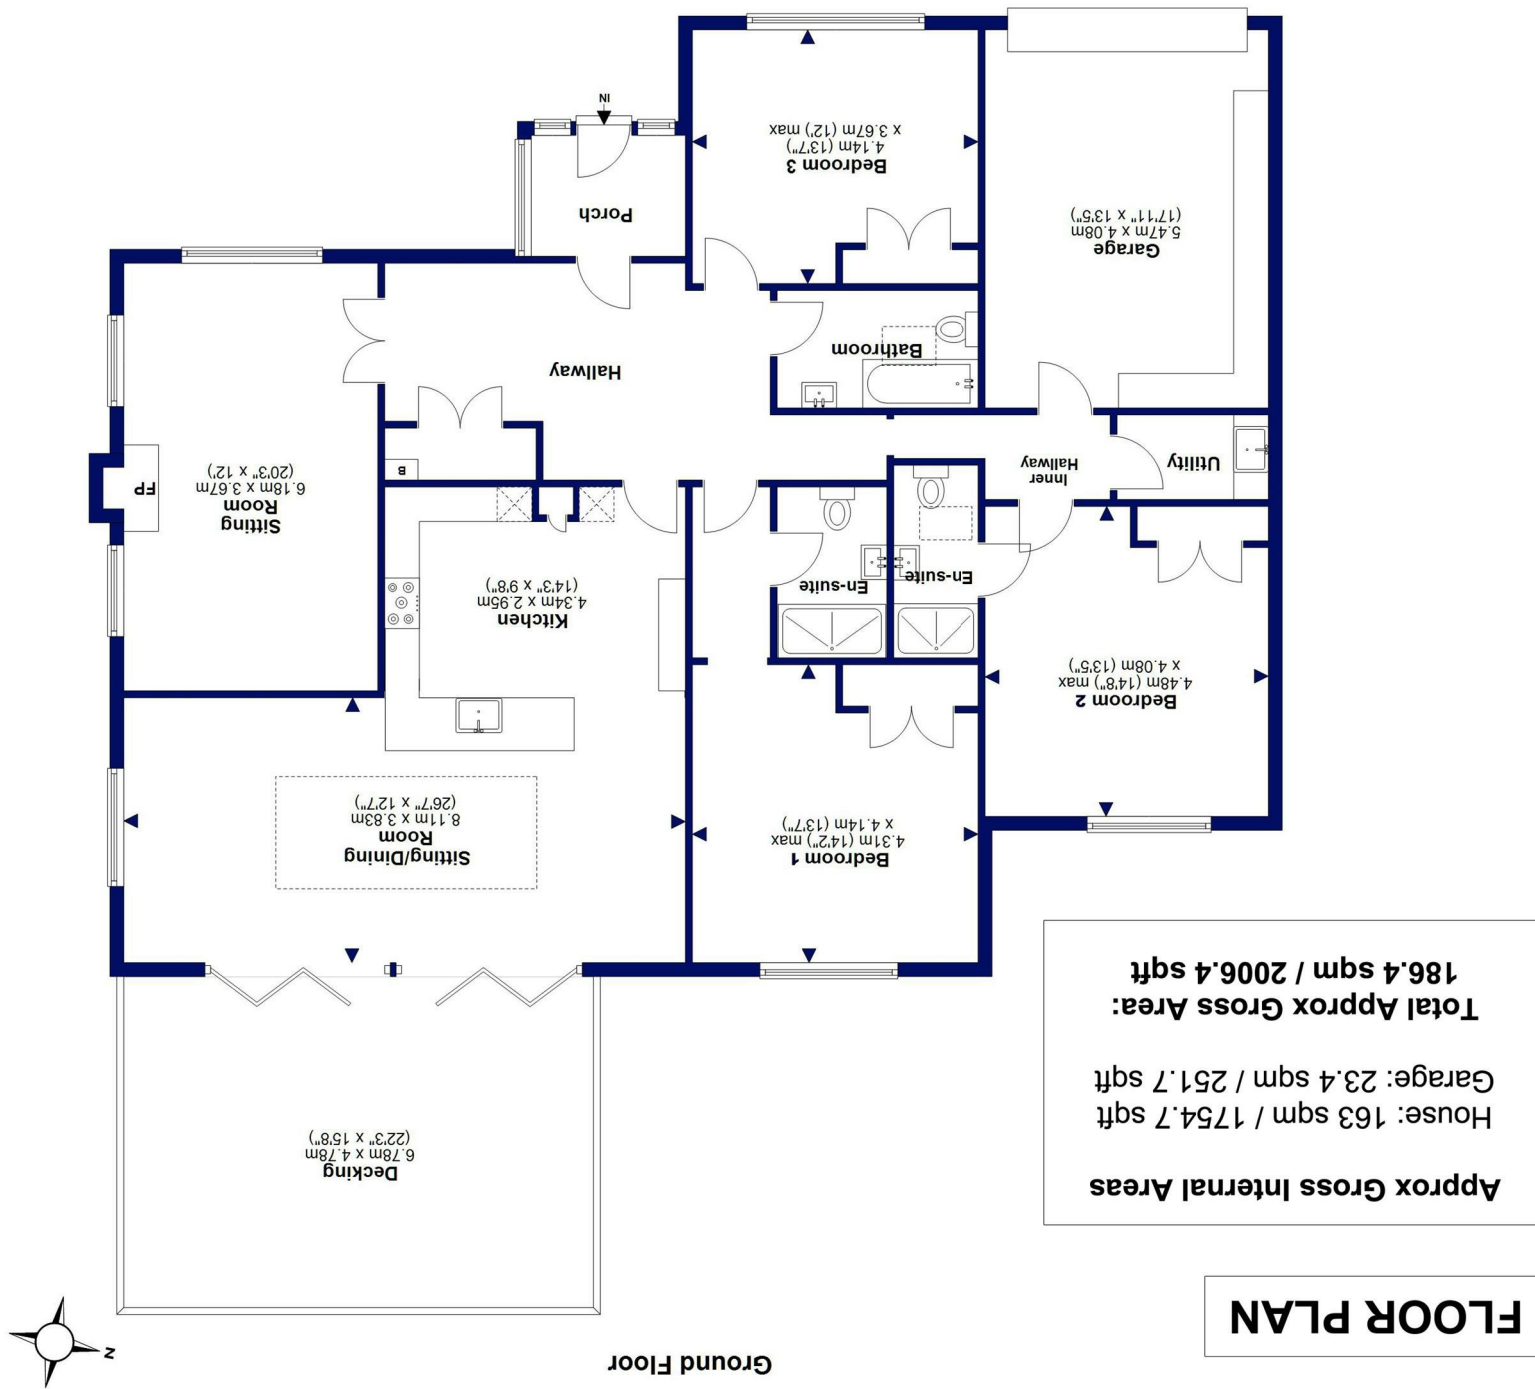 FLOOR PLAN
Ground Floor
N
Approx Gross Internal Areas
House: 163 sqm / 1754.7 sqft
Garage: 23.4 sqm / 251.7 sqft
Total Approx Gross Area:
186.4 sqm / 2006.4 sqft
Decking
6.78m x 4.78m
(22'3" x 15'8")
Bedroom 1
4.31m (14'2") max
x 4.14m (13'7")
Sitting/Dining
Room
8.11m x 3.83m
(26'7" x 12'7")
Bedroom 2
4.48m (14'8") max
x 4.08m (13'5")
En-suite
En-suite
Kitchen
4.34m x 2.95m
(14'3" x 9'8")
Sitting
Room
6.18m x 3.67m
(20'3" x 12')
FP
Utility
Inner
Hallway
B
Hallway
Bathroom
Garage
5.47m x 4.08m
(17'11" x 13'5")
Porch
Bedroom 3
4.14m (13'7")
x 3.67m (12') max
IN